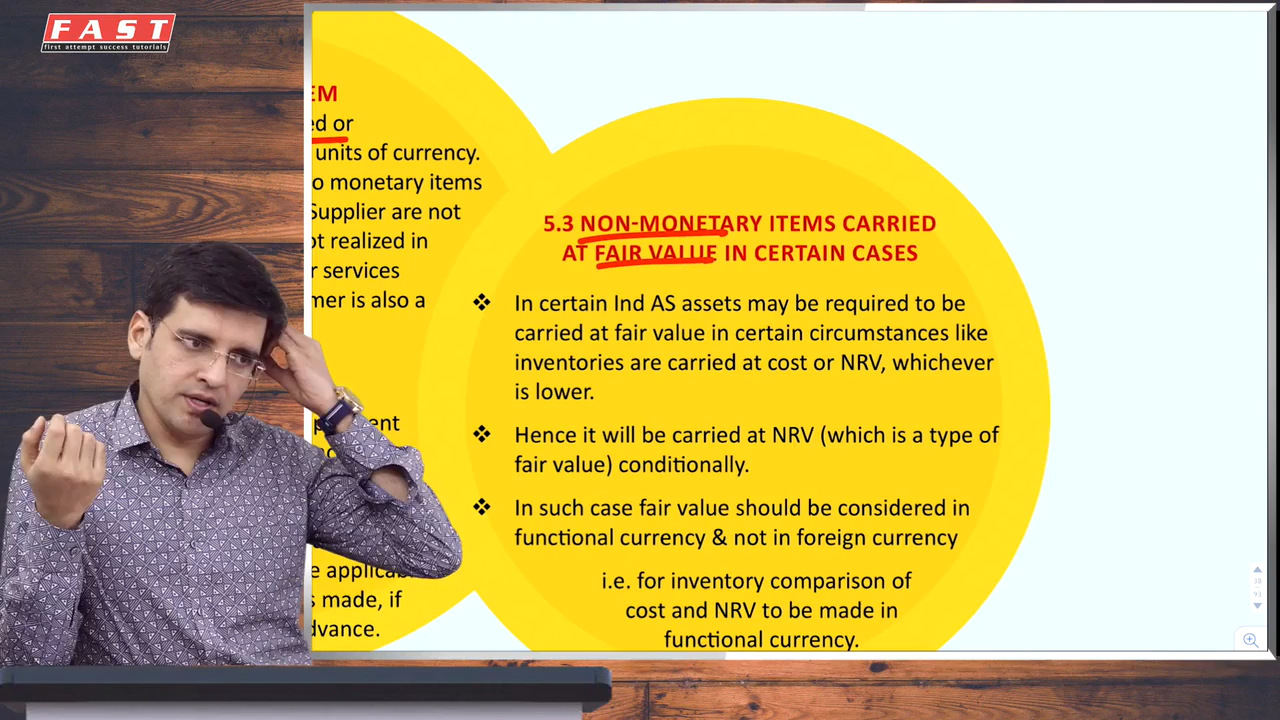 FAST
first attempt success tutorials
EM
ed or
units of currency.
o monetary items
Supplier are not
ot realized in
r services
mer is also a
ent
e applicab
s made, if
dvance.
5.3 NON-MONETARY ITEMS CARRIED
AT FAIR VALUE IN CERTAIN CASES
❖ In certain Ind AS assets may be required to be
carried at fair value in certain circumstances like
inventories are carried at cost or NRV, whichever
is lower.
❖ Hence it will be carried at NRV (which is a type of
fair value) conditionally.
❖ In such case fair value should be considered in
functional currency & not in foreign currency
i.e. for inventory comparison of
cost and NRV to be made in
functional currency.